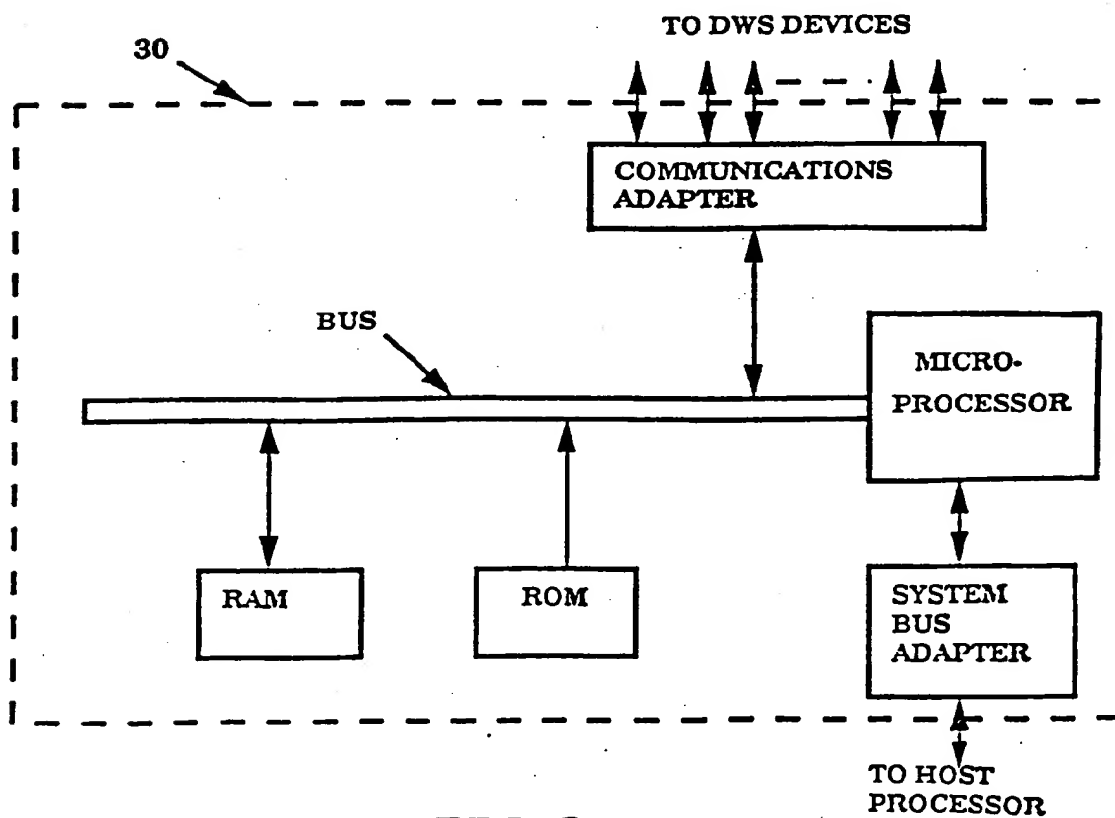 TO DWS DEVICES
30
COMMUNICATIONS
ADAPTER
BUS
MICRO-
PROCESSOR
RAM
ROM
SYSTEM
BUS
ADAPTER
TO HOST
PROCESSOR